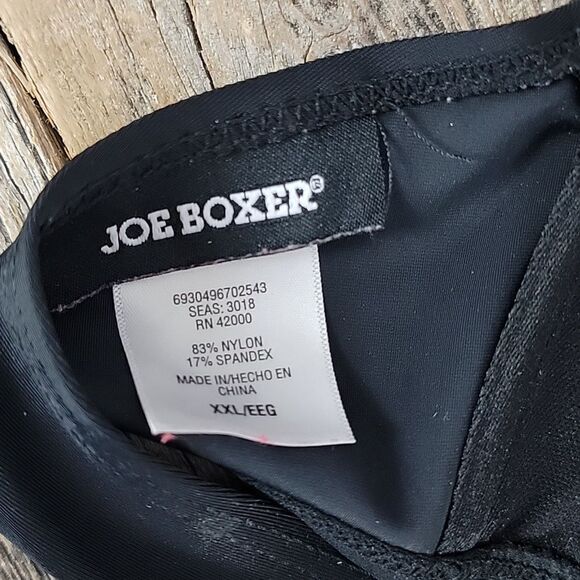 JOE BOXER®
6930496702543
SEAS: 3018
RN 42000
83% NYLON
17% SPANDEX
MADE IN/HECHO EN
CHINA
XXL/EEG